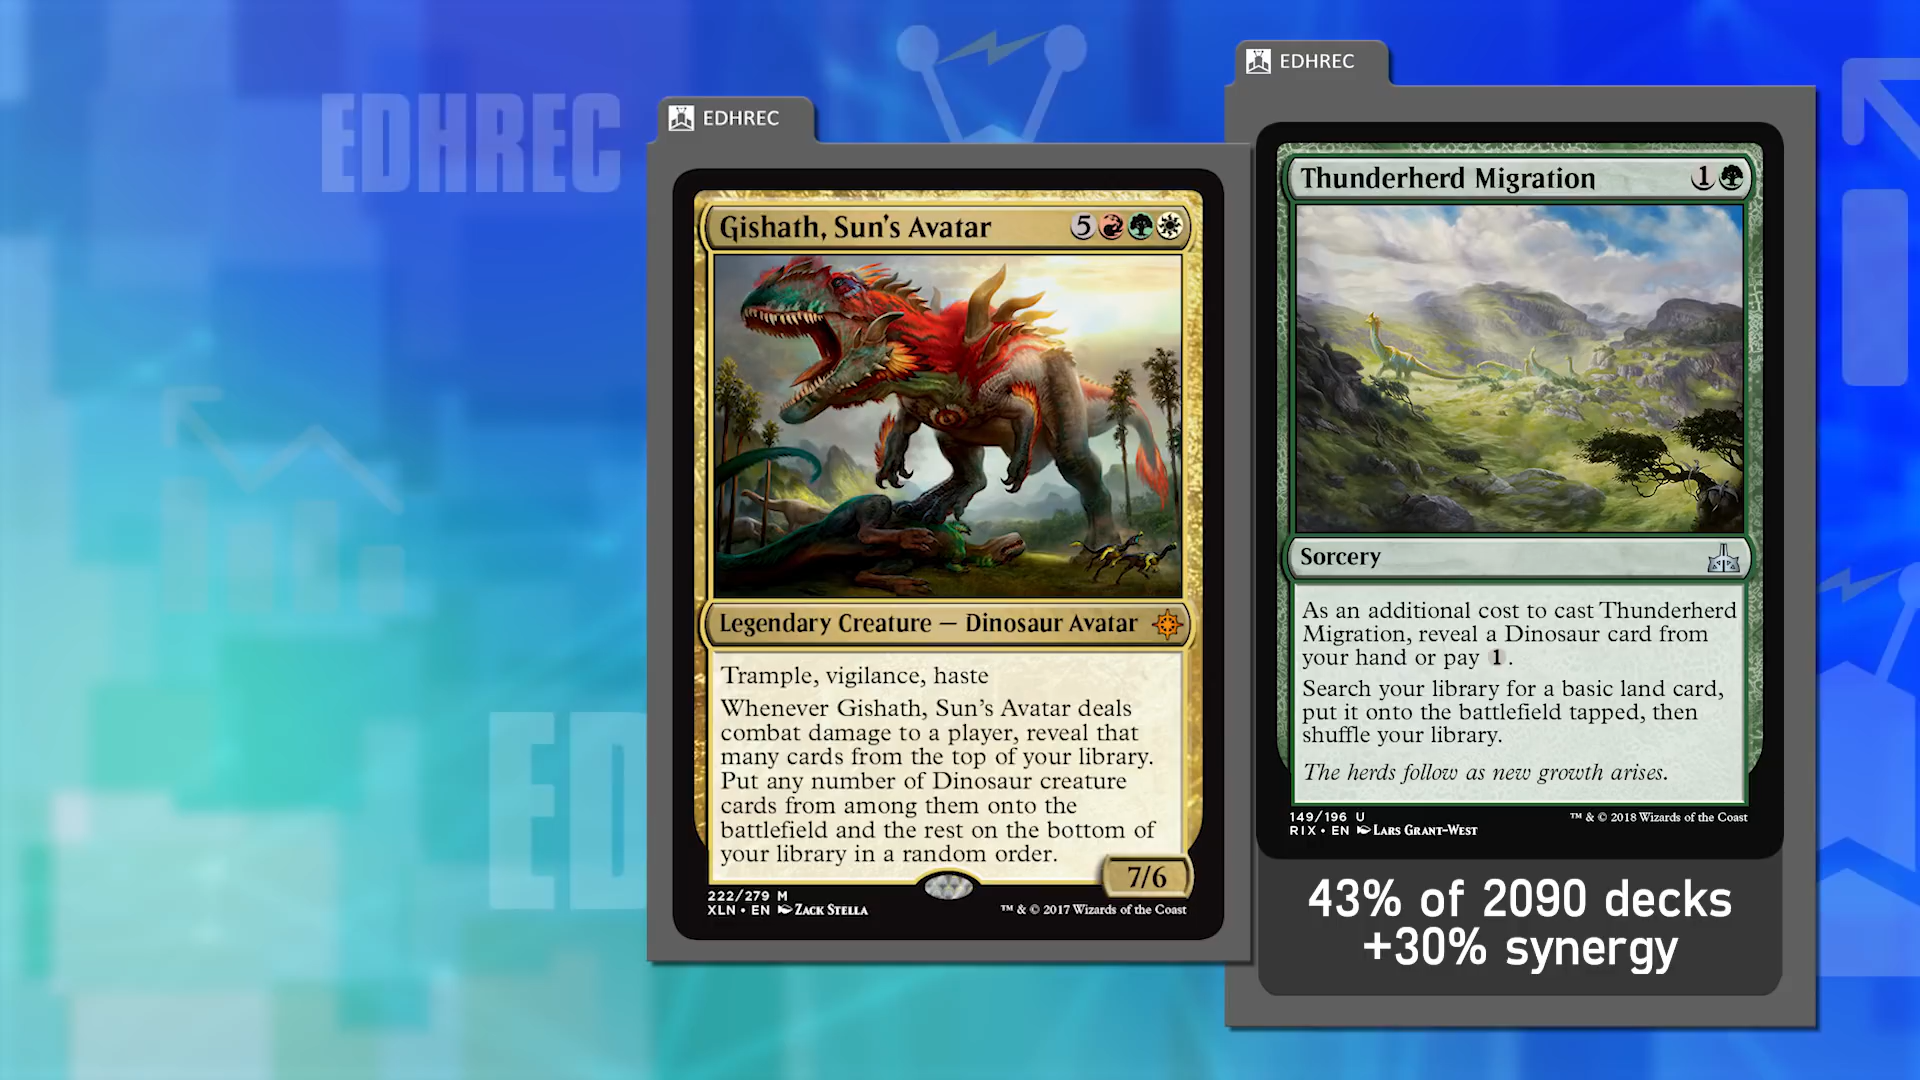 EDHREC
EDHREC
Gishath, Sun's Avatar 5
Legendary Creature — Dinosaur Avatar
Trample, vigilance, haste
Whenever Gishath, Sun's Avatar deals
combat damage to a player, reveal that
many cards from the top of your library.
Put any number of Dinosaur creature
cards from among them onto the
battlefield and the rest on the bottom of
your library in a random order.
7/6
222/279 M
XLN • EN Zack Stella
™ & © 2017 Wizards of the Coast
EDHREC
Thunderherd Migration 1
Sorcery
As an additional cost to cast Thunderherd
Migration, reveal a Dinosaur card from
your hand or pay 1.
Search your library for a basic land card,
put it onto the battlefield tapped, then
shuffle your library.
The herds follow as new growth arises.
149/196 U
RIX • EN Lars Grant-West
™ & © 2018 Wizards of the Coast
43% of 2090 decks
+30% synergy
ED